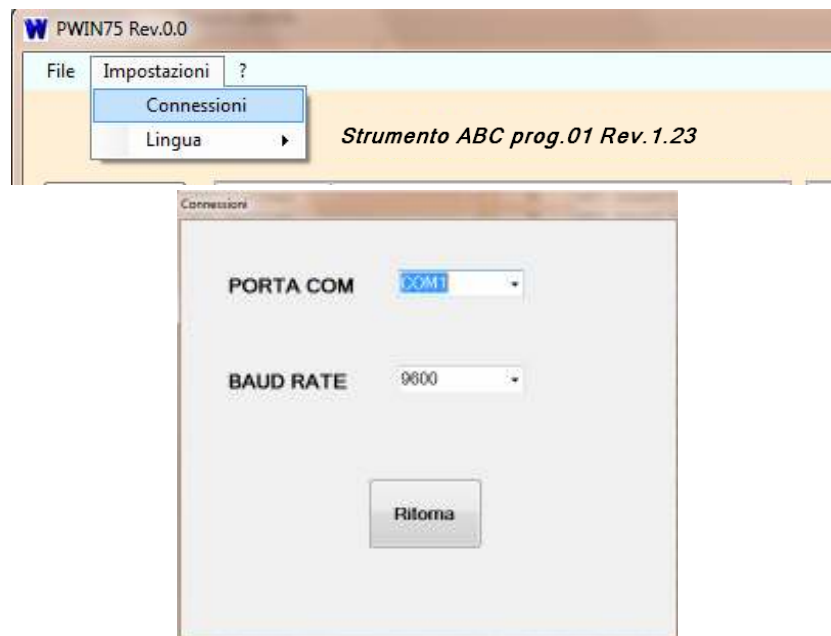 PWIN75 Rev.0.0
File Impostazioni ?
Connessioni
Lingua
Strumento ABC prog.01 Rev.1.23
Connessioni
PORTA COM COM1
BAUD RATE 9600
Ritorna